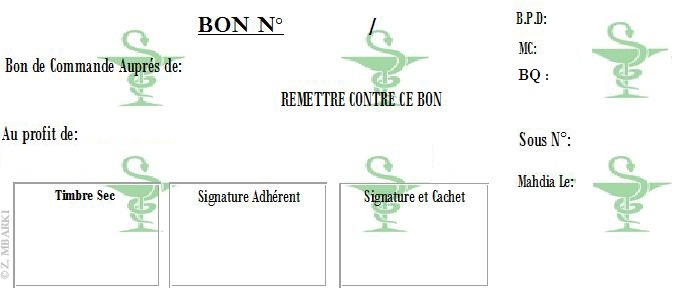 BON N° /
B.P.D:
MC:
Bon de Commande Auprés de:
BQ :
REMETTRE CONTRE CE BON
Au profit de:
Sous N°:
Mahdia Le:
Timbre Sec
Signature Adhérent
Signature et Cachet
© Z. MBARKI